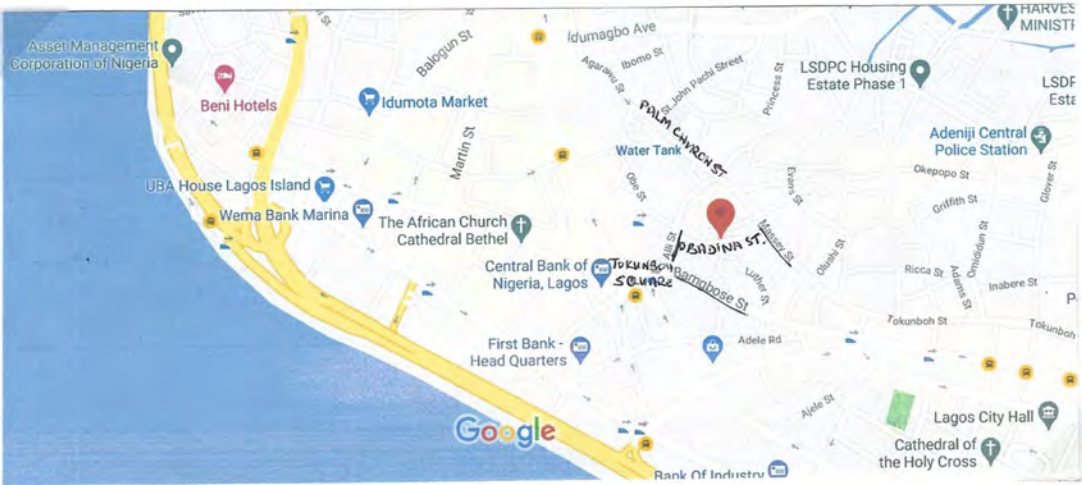 HARVES
MINISTR
Idumagbo Ave
Balogun St
Asset Management
Corporation of Nigeria
Ibomo St
Agarawu St
St John Pachi Street
Princess St
LSDPC Housing
Estate Phase 1
LSDP
Esta
Beni Hotels
Idumota Market
PALM CHURCH ST
Martin St
Water Tank
Adeniji Central
Police Station
Okepopo St
Glover St
Evans St
UBA House Lagos Island
Obe St
Griffith St
Wema Bank Marina
The African Church
Cathedral Bethel
Alli St
OBADINA ST.
Massey St
Olushi St
Omididun St
Central Bank of
Nigeria, Lagos
TOKUNBOH
SQUARE
Bamgbose St
Luther St
Ricca St
Adams St
Inabere St
P
Tokunboh St
Tokunboh
First Bank -
Head Quarters
Adele Rd
Ajele St
Google
Lagos City Hall
Cathedral of
the Holy Cross
Bank Of Industry